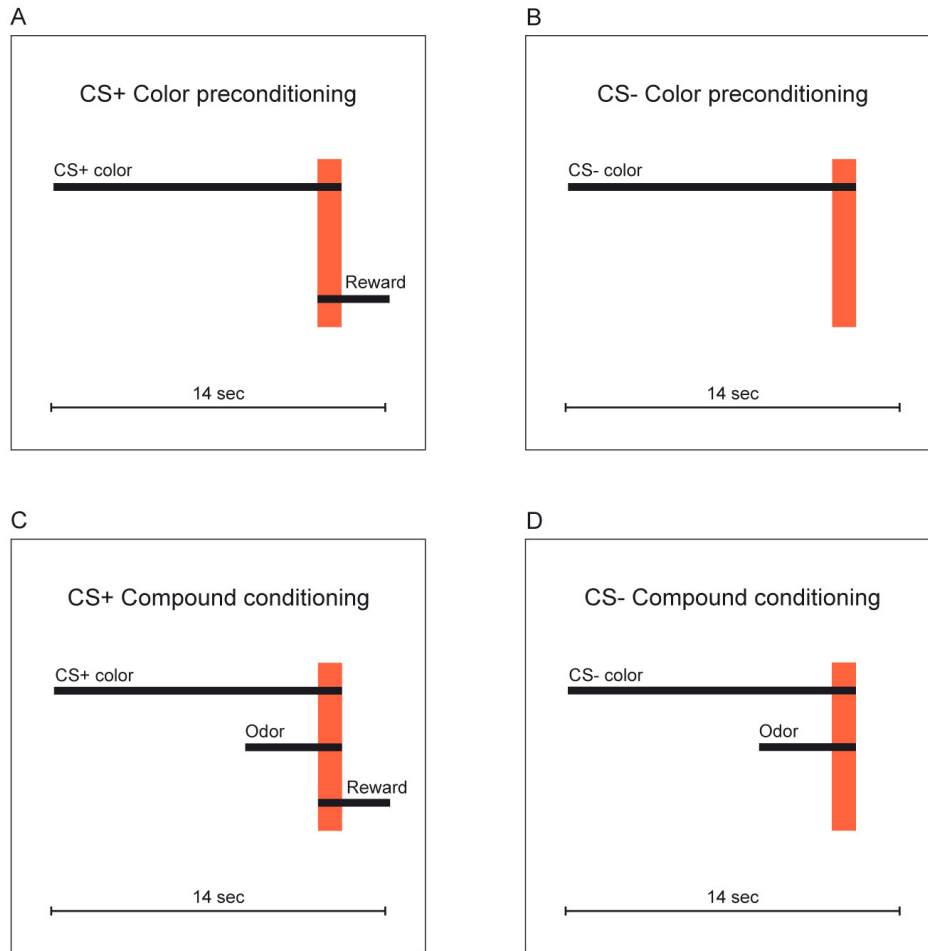 A
CS+ Color preconditioning
CS+ color
Reward
14 sec
B
CS- Color preconditioning
CS- color
14 sec
C
CS+ Compound conditioning
CS+ color
Odor
Reward
14 sec
D
CS- Compound conditioning
CS- color
Odor
14 sec